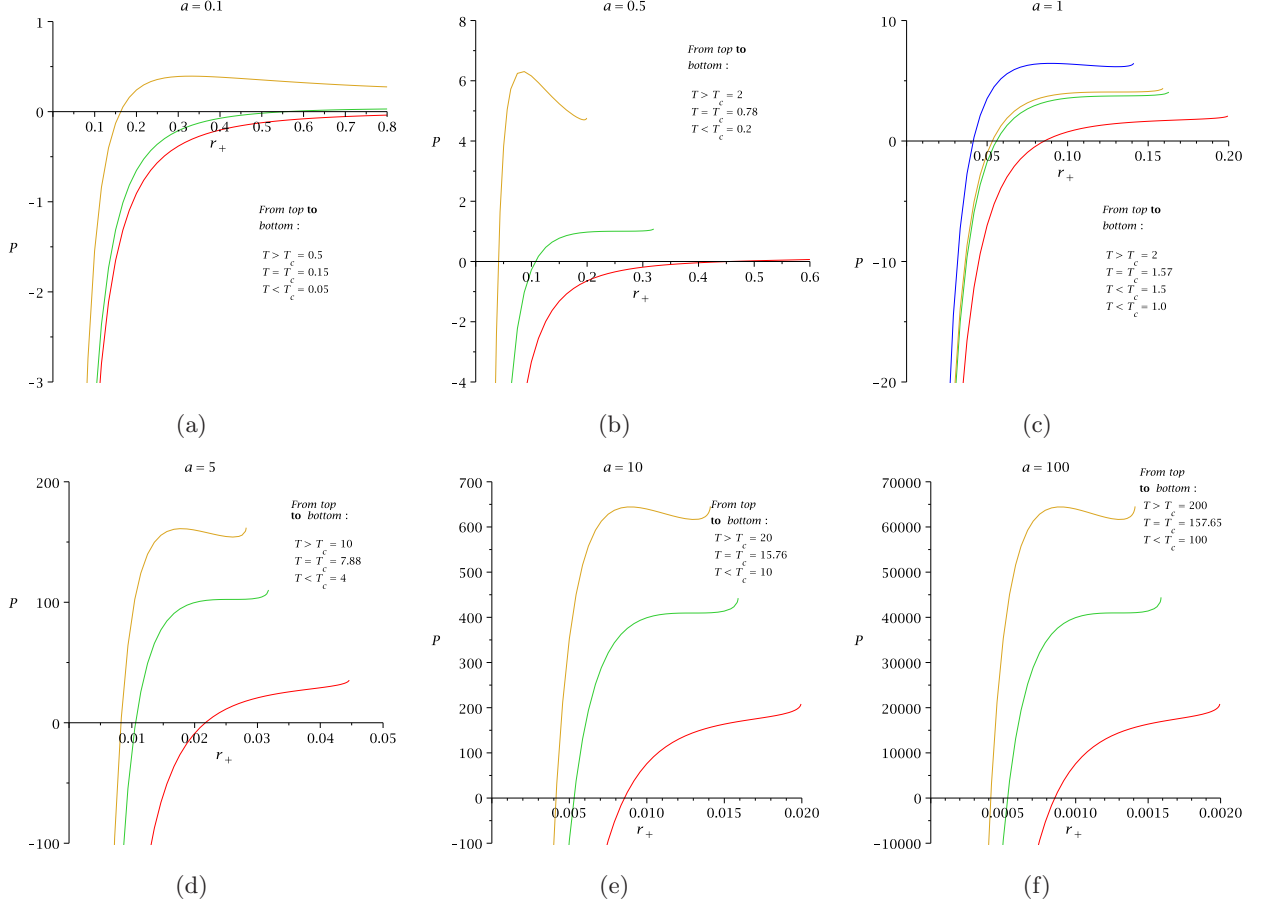 a = 0.1
1
0
-1
-2
-3
P
0.1 0.2 0.3 0.4 0.5 0.6 0.7 0.8
r+
From top to
bottom :
T > Tc = 0.5
T = Tc = 0.15
T < Tc = 0.05
(a)
a = 0.5
8
6
4
2
0
-2
-4
P
0.1 0.2 0.3 0.4 0.5 0.6
r+
From top to
bottom :
T > Tc = 2
T = Tc = 0.78
T < Tc = 0.2
(b)
a = 1
10
0
-10
-20
P
0.05 0.10 0.15 0.20
r+
From top to
bottom :
T > Tc = 2
T = Tc = 1.57
T < Tc = 1.5
T < Tc = 1.0
(c)
a = 5
200
100
0
-100
P
0.01 0.02 0.03 0.04 0.05
r+
From top
to bottom :
T > Tc = 10
T = Tc = 7.88
T < Tc = 4
(d)
a = 10
700
600
500
400
300
200
100
0
-100
P
0.005 0.010 0.015 0.020
r+
From top
to bottom :
T > Tc = 20
T = Tc = 15.76
T < Tc = 10
(e)
a = 100
70000
60000
50000
40000
30000
20000
10000
0
-10000
P
0.0005 0.0010 0.0015 0.0020
r+
From top
to bottom :
T > Tc = 200
T = Tc = 157.65
T < Tc = 100
(f)